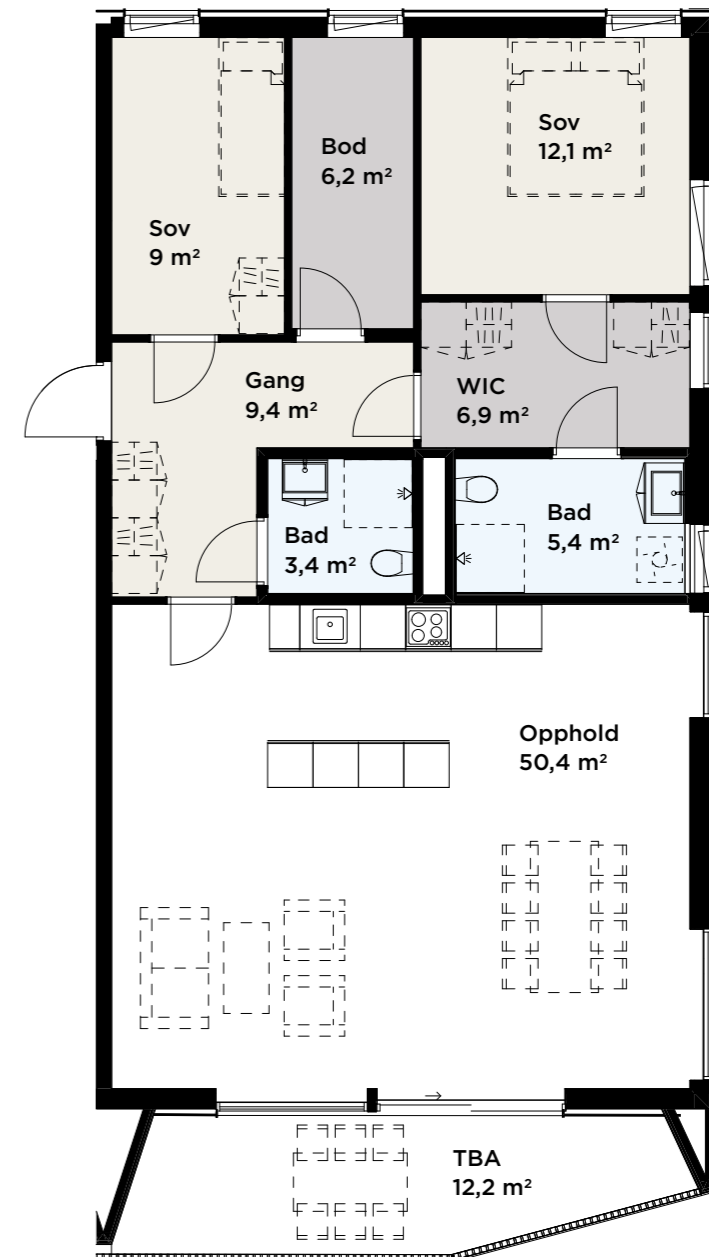 Sov
12,1 m²
Bod
6,2 m²
Sov
9 m²
Gang
9,4 m²
WIC
6,9 m²
Bad
3,4 m²
Bad
5,4 m²
Opphold
50,4 m²
TBA
12,2 m²